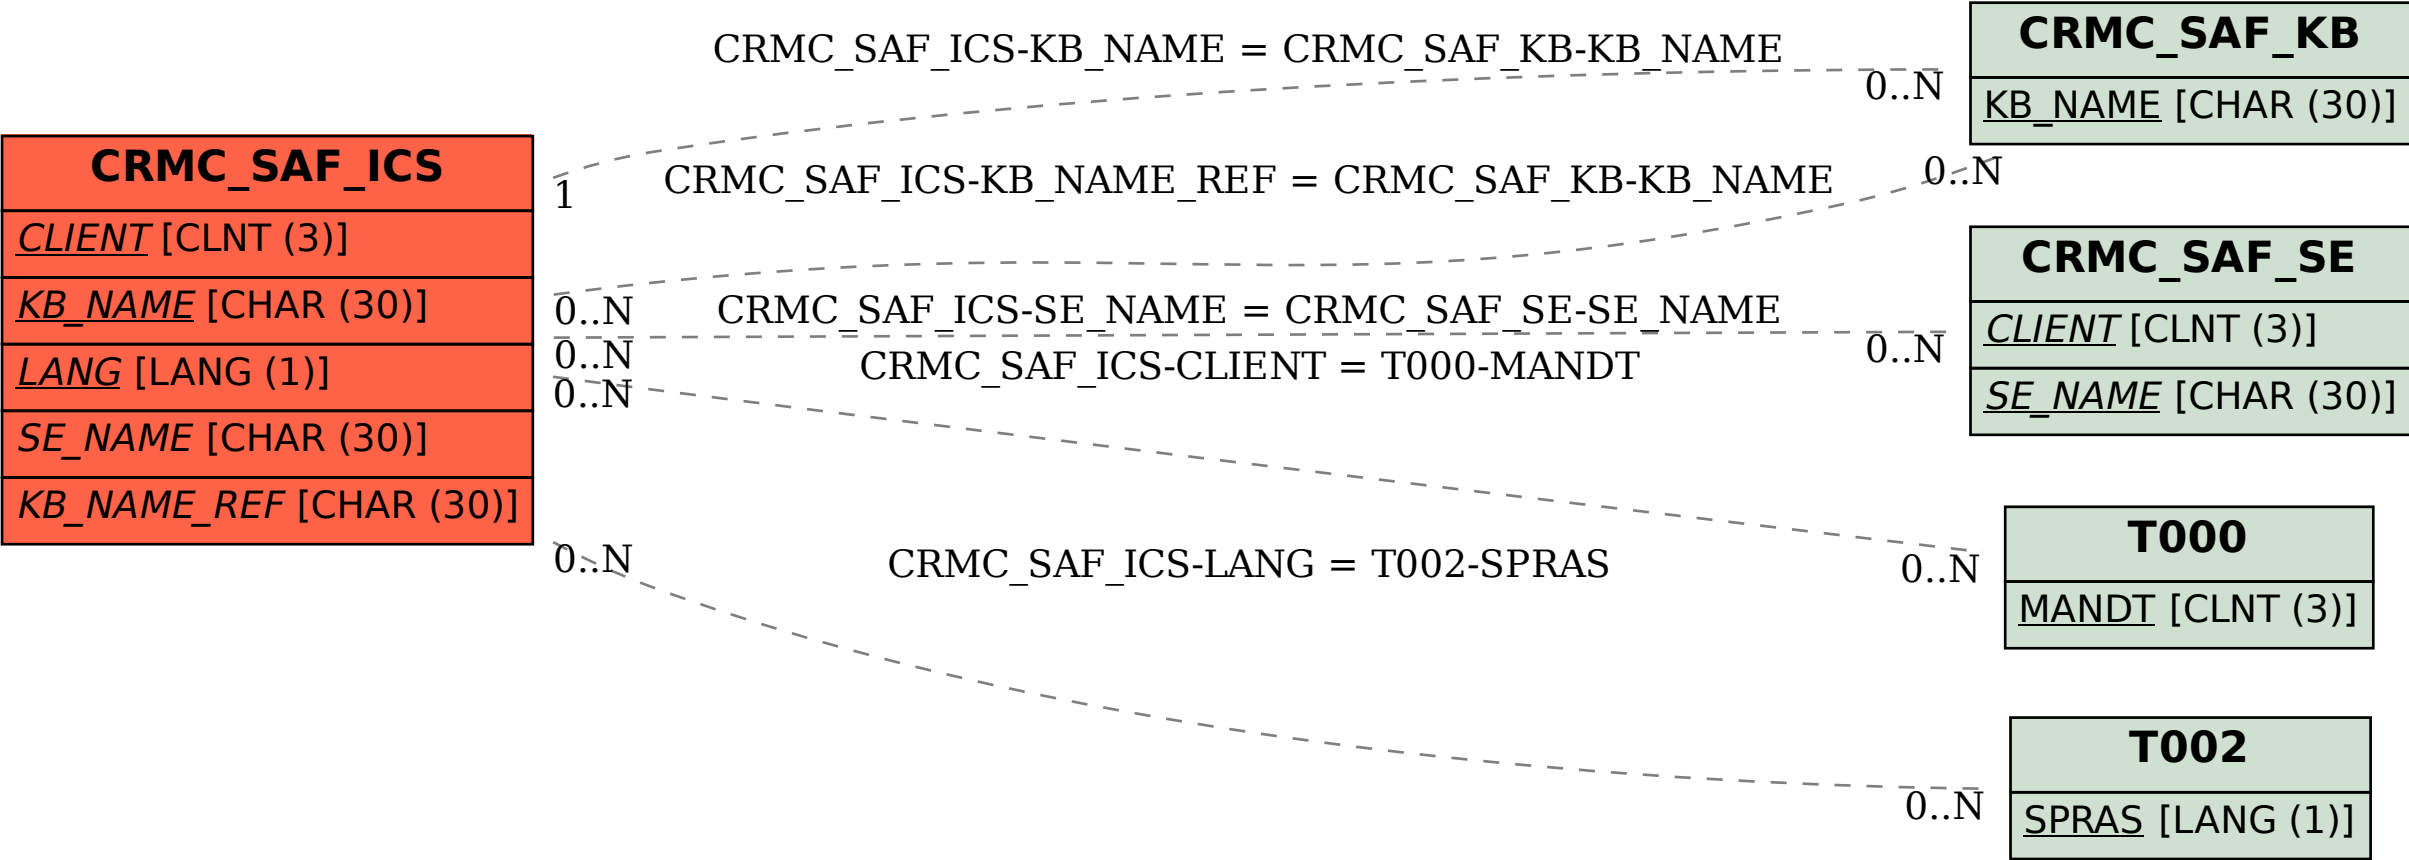 CRMC_SAF_ICS
CLIENT [CLNT (3)]
KB_NAME [CHAR (30)]
LANG [LANG (1)]
SE_NAME [CHAR (30)]
KB_NAME_REF [CHAR (30)]
CRMC_SAF_ICS-KB_NAME = CRMC_SAF_KB-KB_NAME
0..N
1
CRMC_SAF_ICS-KB_NAME_REF = CRMC_SAF_KB-KB_NAME
0..N
0..N
CRMC_SAF_ICS-SE_NAME = CRMC_SAF_SE-SE_NAME
0..N
0..N
CRMC_SAF_ICS-CLIENT = T000-MANDT
0..N
0..N
CRMC_SAF_ICS-LANG = T002-SPRAS
0..N
0..N
CRMC_SAF_KB
KB_NAME [CHAR (30)]
CRMC_SAF_SE
CLIENT [CLNT (3)]
SE_NAME [CHAR (30)]
T000
MANDT [CLNT (3)]
T002
SPRAS [LANG (1)]